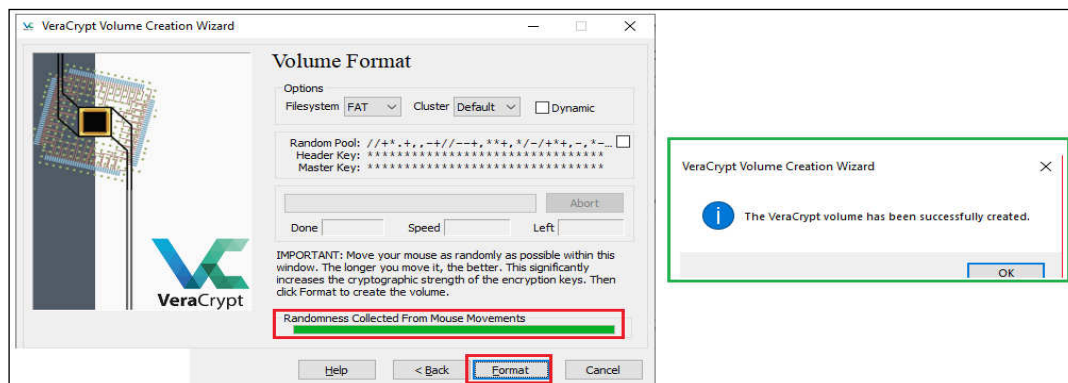 VeraCrypt Volume Creation Wizard
Volume Format
Options
Filesystem FAT Cluster Default Dynamic
Random Pool: //+*.+,,-+//--+,**+,*/-/+*+,-,*-...
Header Key: ********************************
Master Key: ********************************
Abort
Done Speed Left
IMPORTANT: Move your mouse as randomly as possible within this
window. The longer you move it, the better. This significantly
increases the cryptographic strength of the encryption keys. Then
click Format to create the volume.
Randomness Collected From Mouse Movements
VeraCrypt
Help < Back Format Cancel
VeraCrypt Volume Creation Wizard
The VeraCrypt volume has been successfully created.
OK